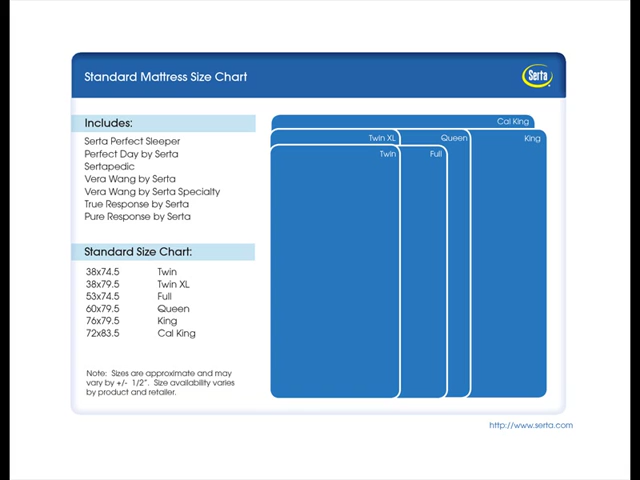 Standard Mattress Size Chart
Serta
Includes:
Serta Perfect Sleeper
Perfect Day by Serta
Sertapedic
Vera Wang by Serta
Vera Wang by Serta Specialty
True Response by Serta
Pure Response by Serta
Standard Size Chart:
38x74.5 Twin
38x79.5 Twin XL
53x74.5 Full
60x79.5 Queen
76x79.5 King
72x83.5 Cal King
Note: Sizes are approximate and may
vary by +/- 1/2". Size availability varies
by product and retailer.
Cal King
Twin XL Queen King
Twin Full
http://www.serta.com